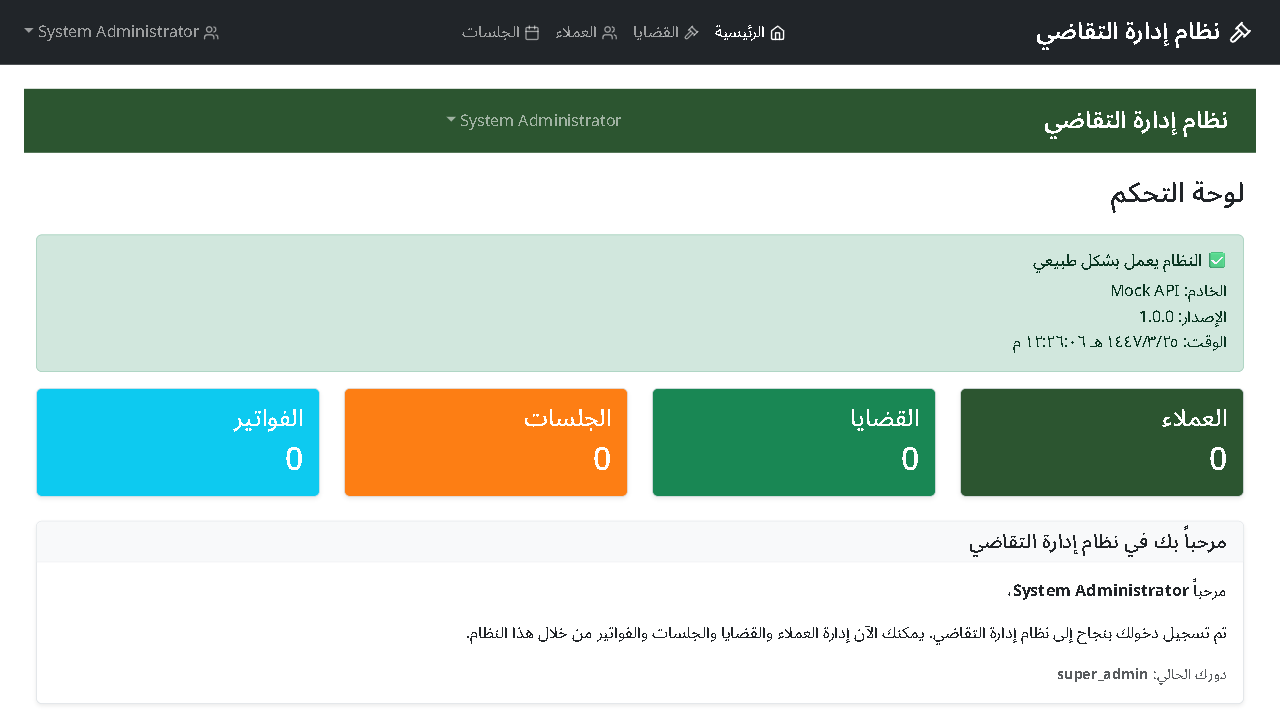 نظام إدارة التقاضي
الرئيسية
القضايا
العملاء
الجلسات
System Administrator
نظام إدارة التقاضي
System Administrator
لوحة التحكم
✅ النظام يعمل بشكل طبيعي
الخادم: Mock API
الإصدار: 1.0.0
الوقت: ١٤٤٧/٣/٢٥ هـ ١٢:٢٦:٠٦ م
العملاء
0
القضايا
0
الجلسات
0
الفواتير
0
مرحباً بك في نظام إدارة التقاضي
مرحباً System Administrator،
تم تسجيل دخولك بنجاح إلى نظام إدارة التقاضي. يمكنك الآن إدارة العملاء والقضايا والجلسات والفواتير من خلال هذا النظام.
دورك الحالي: super_admin